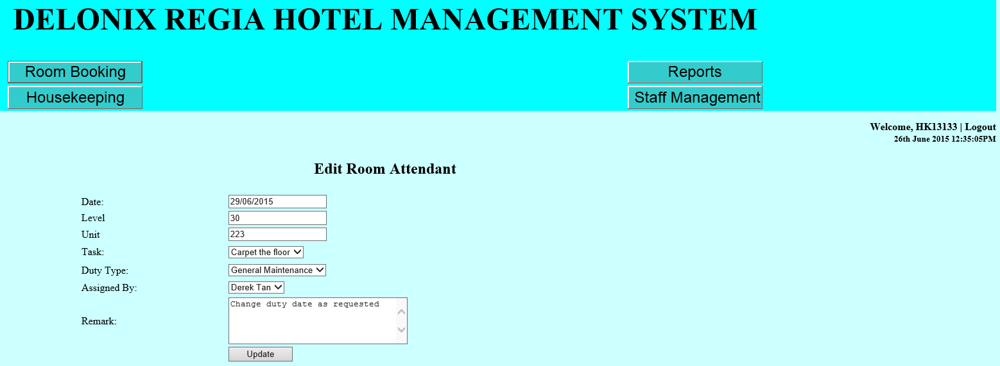 DELONIX REGIA HOTEL MANAGEMENT SYSTEM
Room Booking
Reports
Housekeeping
Staff Management
Welcome, HK13133 | Logout
26th June 2015 12:35:05PM
Edit Room Attendant
Date: 29/06/2015
Level 30
Unit 223
Task: Carpet the floor
Duty Type: General Maintenance
Assigned By: Derek Tan
Remark: Change duty date as requested
Update